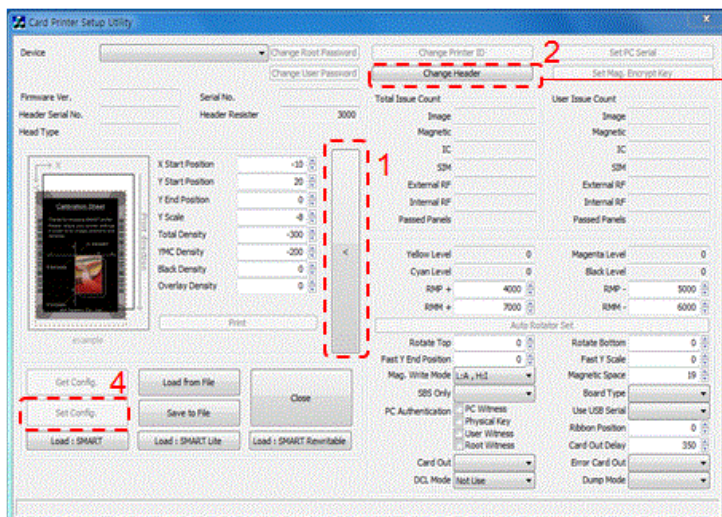 Card Printer Setup Utility
Device
Change Root Password
Change Printer ID
Set PC Serial
2
Change User Password
Change Header
Set Mag. Encrypt Key
Firmware Ver.
Serial No.
Total Issue Count
User Issue Count
Header Serial No.
Header Resister 3000
Image
Image
Head Type
Magnetic
Magnetic
IC
IC
X Start Position -10
1
SIM
SIM
Y Start Position 20
External RF
External RF
Y End Position 0
Internal RF
Internal RF
Y Scale -8
Passed Panels
Passed Panels
Calibration Sheet
Total Density -300
YMC Density -200
<
Yellow Level 0
Magenta Level 0
Black Density 0
Cyan Level 0
Black Level 0
Overlay Density 0
RMP + 4000
RMP - 5000
RMM + 7000
RMM - 6000
Print
Auto Rotator Set
example
Rotate Top 0
Rotate Bottom 0
Fast Y End Position 0
Fast Y Scale 0
Get Config.
4
Load from File
Close
Mag. Write Mode L:A , H:I
Magnetic Space 19
SBS Only
Board Type
Set Config.
Save to File
PC Authentication
PC Witness
Physical Key
User Witness
Root Witness
Use USB Serial
Ribbon Position 0
Load : SMART
Load : SMART Lite
Load : SMART Rewritable
Card Out Delay 350
Card Out
Error Card Out
DCL Mode Not Use
Dump Mode